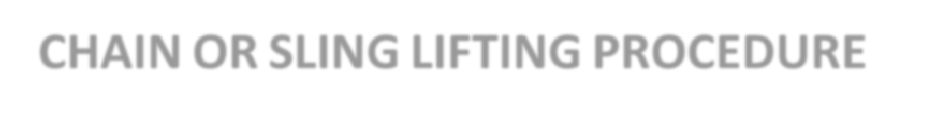 CHAIN OR SLING LIFTING PROCEDURE